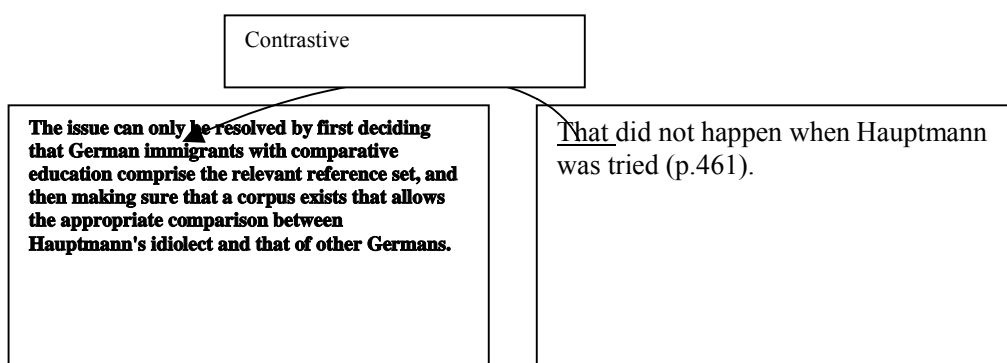 Contrastive
The issue can only be resolved by first deciding
that German immigrants with comparative
education comprise the relevant reference set, and
then making sure that a corpus exists that allows
the appropriate comparison between
Hauptmann's idiolect and that of other Germans.
That did not happen when Hauptmann
was tried (p.461).